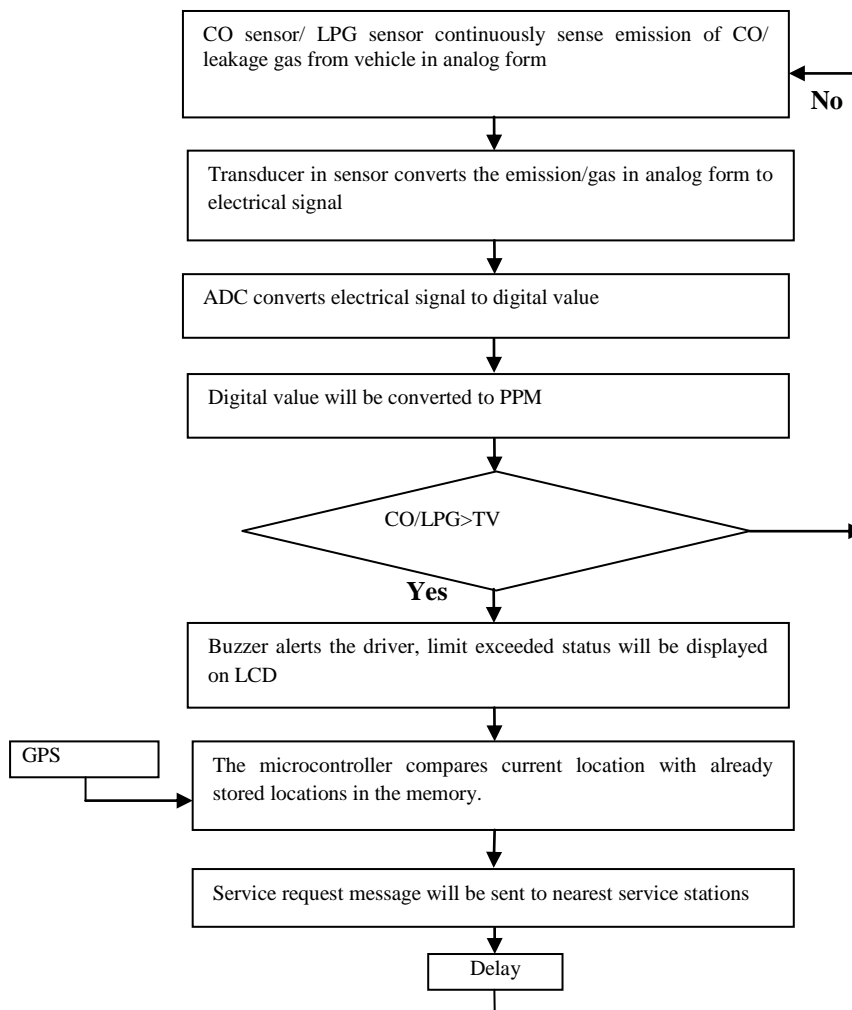 CO sensor/ LPG sensor continuously sense emission of CO/
leakage gas from vehicle in analog form
No
Transducer in sensor converts the emission/gas in analog form to
electrical signal
ADC converts electrical signal to digital value
Digital value will be converted to PPM
CO/LPG>TV
Yes
Buzzer alerts the driver, limit exceeded status will be displayed
on LCD
GPS
The microcontroller compares current location with already
stored locations in the memory.
Service request message will be sent to nearest service stations
Delay